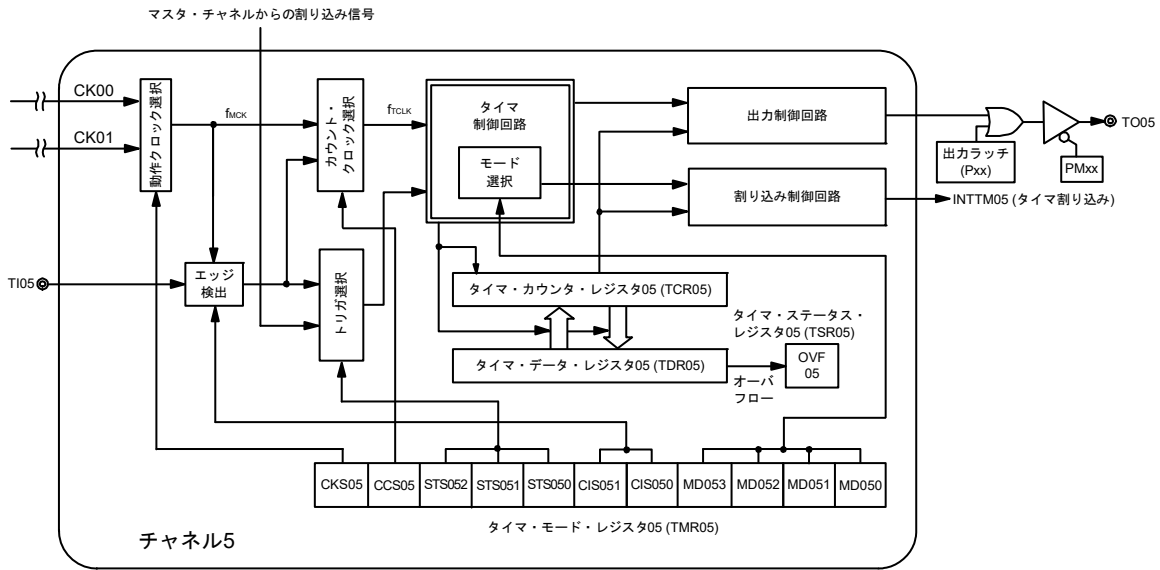 マスタ・チャネルからの割り込み信号
CK00
CK01
動作クロック選択
fMCK
カウント・
クロック選択
fTCLK
タイマ
制御回路
モード
選択
出力制御回路
割り込み制御回路
出力ラッチ
(Pxx)
PMxx
TO05
INTTM05 (タイマ割り込み)
TI05
エッジ
検出
トリガ選択
タイマ・カウンタ・レジスタ05 (TCR05)
タイマ・ステータス・
レジスタ05 (TSR05)
タイマ・データ・レジスタ05 (TDR05)
OVF
05
オーバ
フロー
CKS05 CCS05 STS052 STS051 STS050 CIS051 CIS050 MD053 MD052 MD051 MD050
タイマ・モード・レジスタ05 (TMR05)
チャネル5